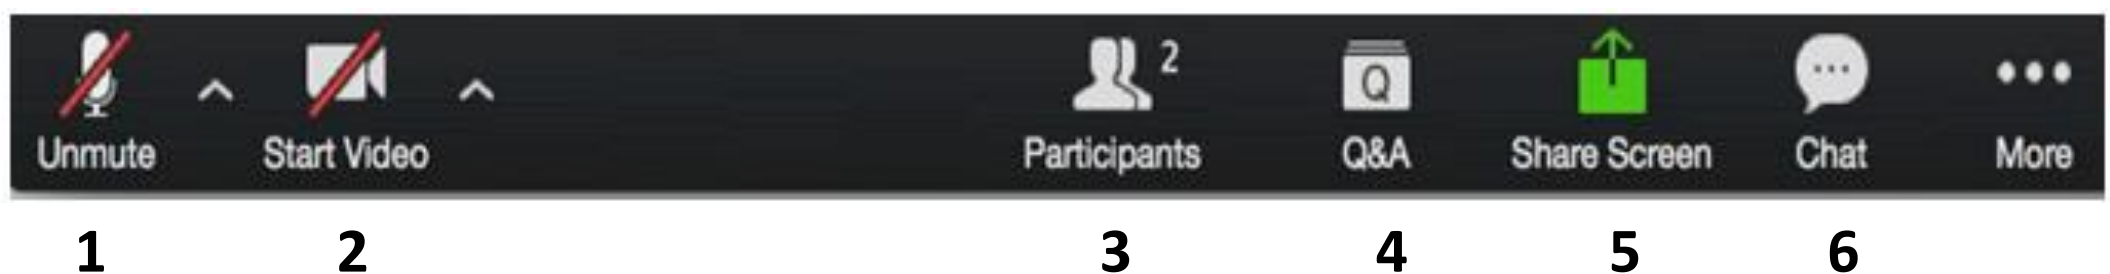 2
Q
Unmute Start Video Participants Q&A Share Screen Chat More
1 2 3 4 5 6